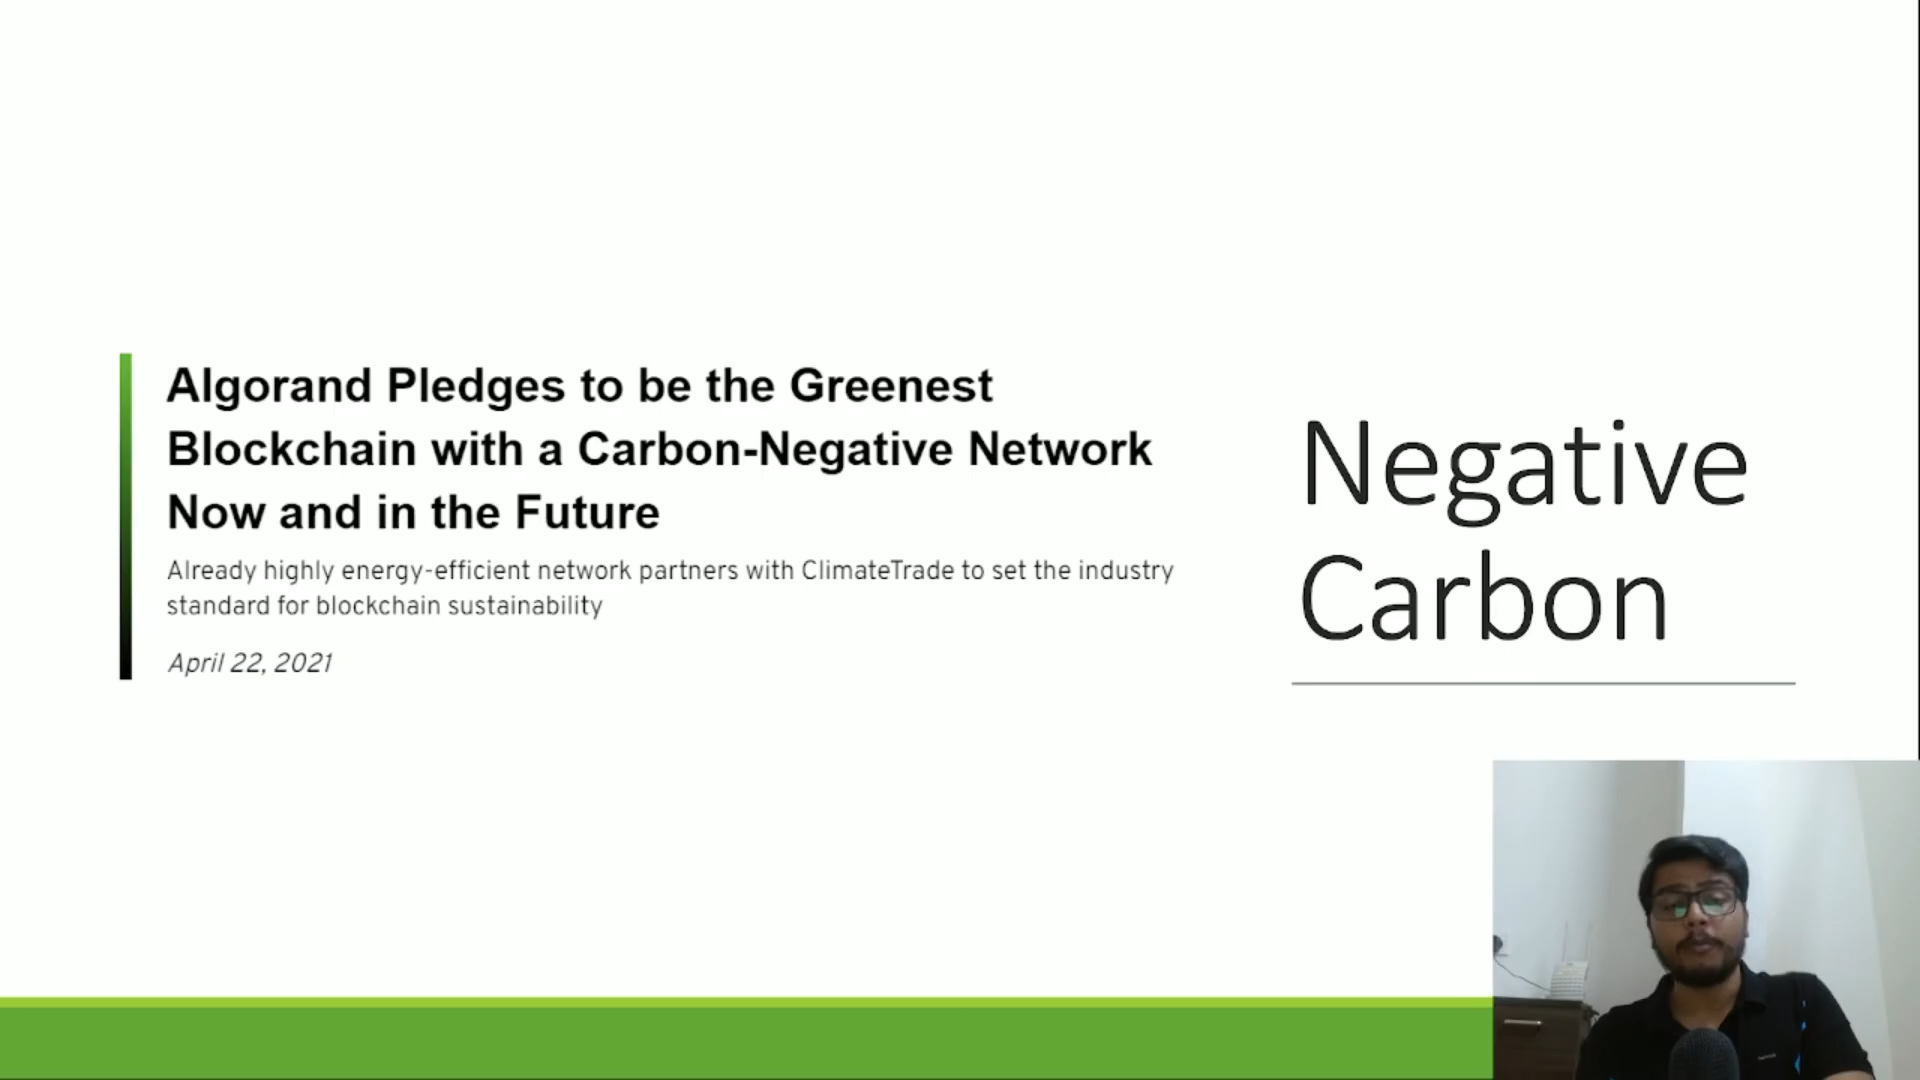 Algorand Pledges to be the Greenest
Blockchain with a Carbon-Negative Network
Now and in the Future
Already highly energy-efficient network partners with ClimateTrade to set the industry
standard for blockchain sustainability
April 22, 2021
Negative
Carbon